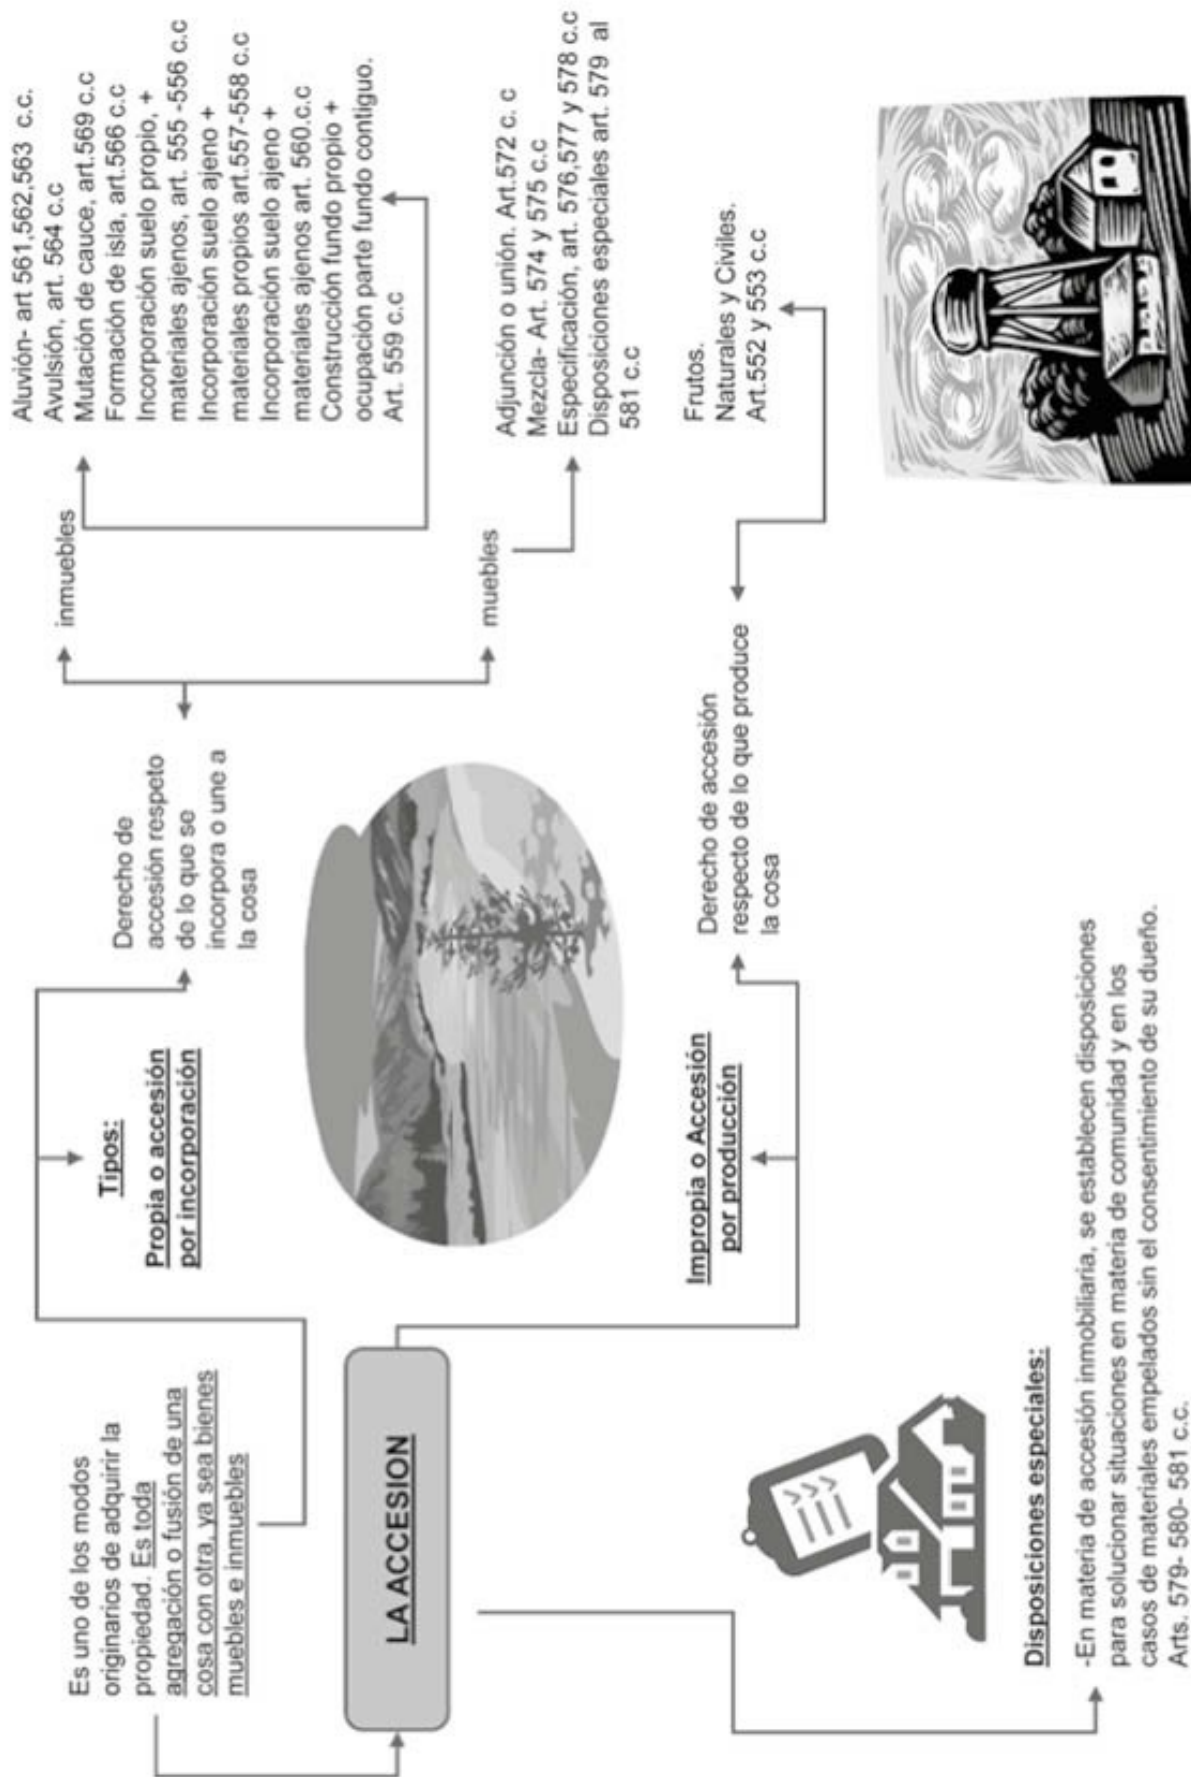 Es uno de los modos
originarios de adquirir la
propiedad. Es toda
agregación o fusión de una
cosa con otra, ya sea bienes
muebles e inmuebles
LA ACCESION
Tipos:
Propia o accesión
por incorporación
Derecho de
accesión respeto
de lo que se
incorpora o une a
la cosa
inmuebles
Aluvión- art 561,562,563 c.c.
Avulsión, art. 564 c.c
Mutación de cauce, art.569 c.c
Formación de isla, art.566 c.c
Incorporación suelo propio, +
materiales ajenos, art. 555 -556 c.c
Incorporación suelo ajeno +
materiales propios art.557-558 c.c
Incorporación suelo ajeno +
materiales ajenos art. 560.c.c
Construcción fundo propio +
ocupación parte fundo contiguo.
Art. 559 c.c
muebles
Adjunción o unión. Art.572 c. c
Mezcla- Art. 574 y 575 c.c
Especificación, art. 576,577 y 578 c.c
Disposiciones especiales art. 579 al
581 c.c
Impropia o Accesión
por producción
Derecho de accesión
respecto de lo que produce
la cosa
Frutos.
Naturales y Civiles.
Art.552 y 553 c.c
Disposiciones especiales:
-En materia de accesión inmobiliaria, se establecen disposiciones
para solucionar situaciones en materia de comunidad y en los
casos de materiales empelados sin el consentimiento de su dueño.
Arts. 579- 580- 581 c.c.